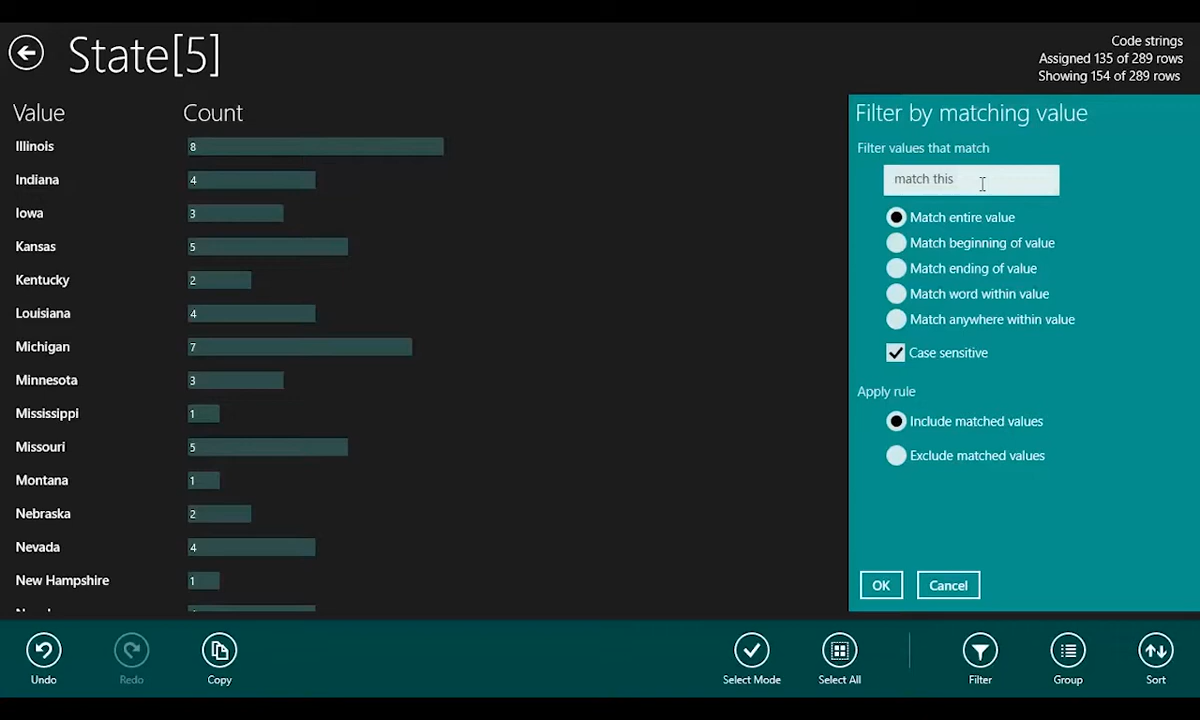 State[5]
Code strings
Assigned 135 of 289 rows
Showing 154 of 289 rows
Value Count
Illinois 8
Indiana 4
Iowa 3
Kansas 5
Kentucky 2
Louisiana 4
Michigan 7
Minnesota 3
Mississippi 1
Missouri 5
Montana 1
Nebraska 2
Nevada 4
New Hampshire 1
Filter by matching value
Filter values that match
match this
Match entire value
Match beginning of value
Match ending of value
Match word within value
Match anywhere within value
Case sensitive
Apply rule
Include matched values
Exclude matched values
OK Cancel
Undo Redo Copy Select Mode Select All Filter Group Sort